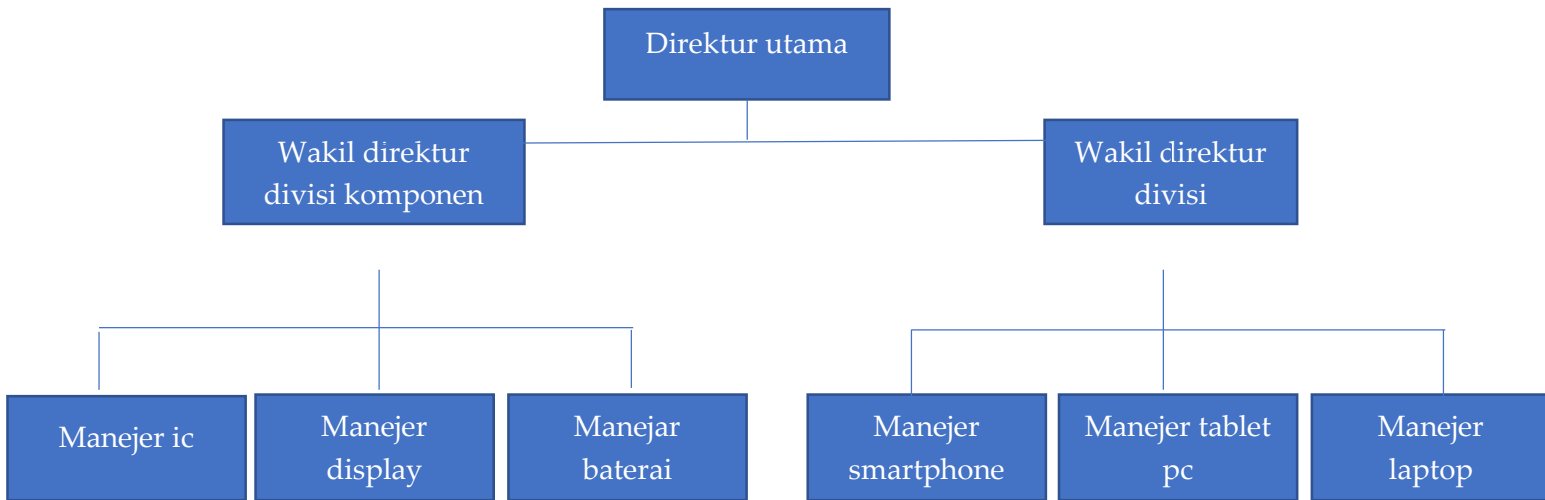 Direktur utama
Wakil direktur
divisi komponen
Wakil direktur
divisi
Manejer ic
Manejer
display
Manejar
baterai
Manejer
smartphone
Manejer tablet
pc
Manejer
laptop